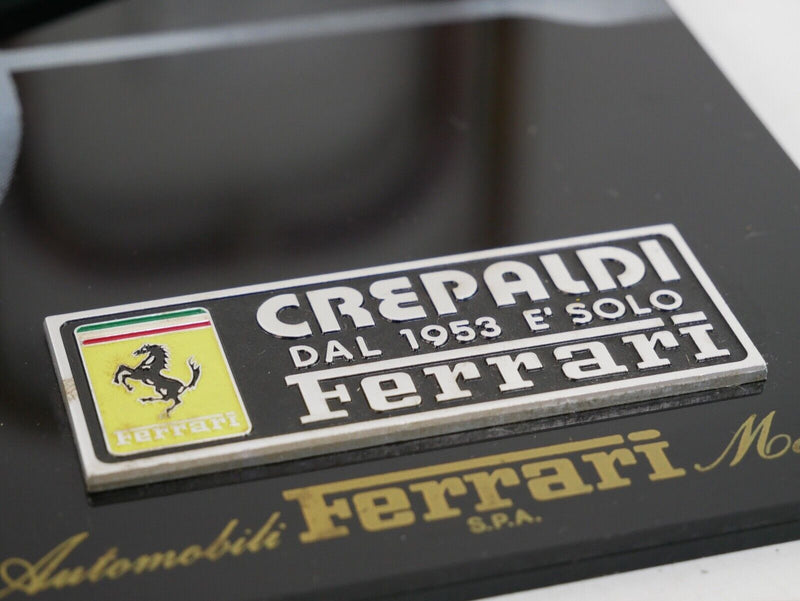 CREPALDI
DAL 1953 E' SOLO
Ferrari
Ferrari
Automobili Ferrari
S.P.A.